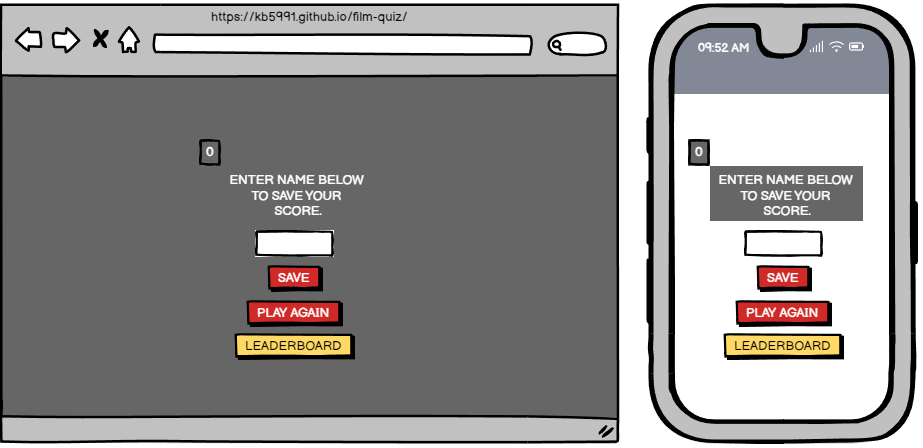 https://kb5991.github.io/film-quiz/
0
ENTER NAME BELOW
TO SAVE YOUR
SCORE.
SAVE
PLAY AGAIN
LEADERBOARD
09:52 AM
0
ENTER NAME BELOW
TO SAVE YOUR
SCORE.
SAVE
PLAY AGAIN
LEADERBOARD